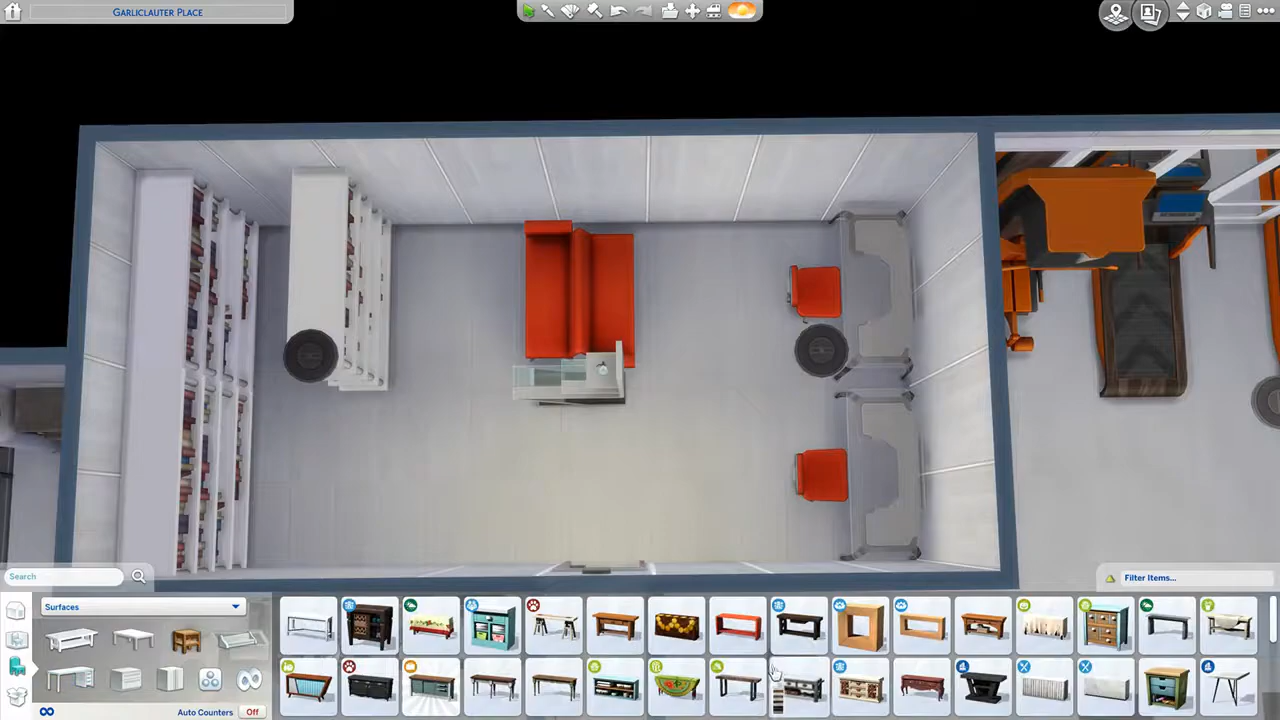 Garliclauter Place
Search
Filter Items...
Surfaces
Auto Counters
Off